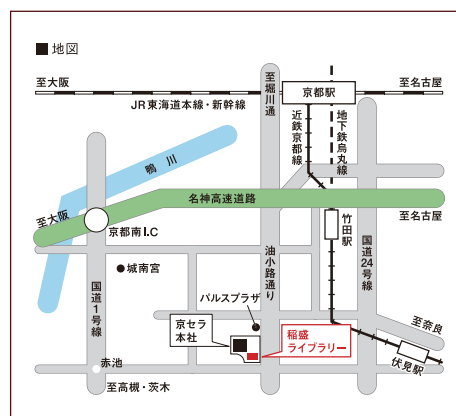 ■地図
至大阪
至堀川通
京都駅
至名古屋
JR東海道本線・新幹線
近鉄京都線
地下鉄烏丸線
鴨川
名神高速道路
至大阪
至名古屋
京都南I.C
竹田駅
城南宮
油小路通り
国道24号線
国道1号線
パルスプラザ
至奈良
京セラ
本社
稲盛
ライブラリー
伏見駅
赤池
至高槻・茨木